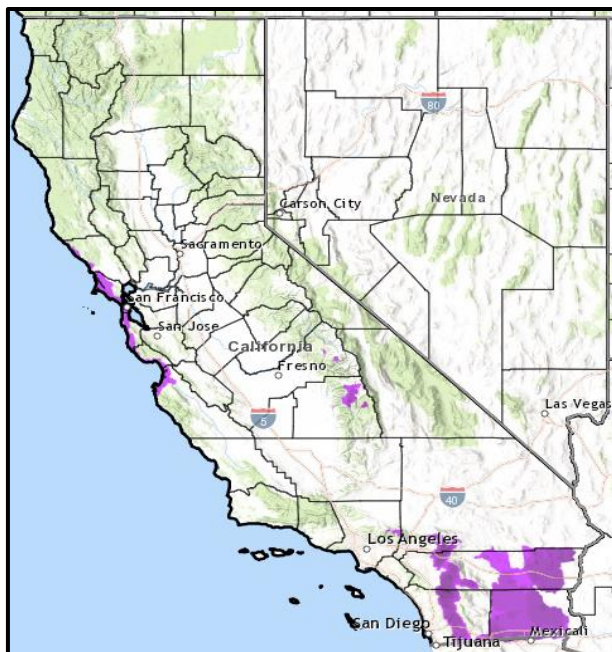 80
Nevada
Carson City
Sacramento
San Francisco
San Jose
California
Fresno
Las Vegas
5
40
Los Angeles
San Diego
Mexicali
Tijuana